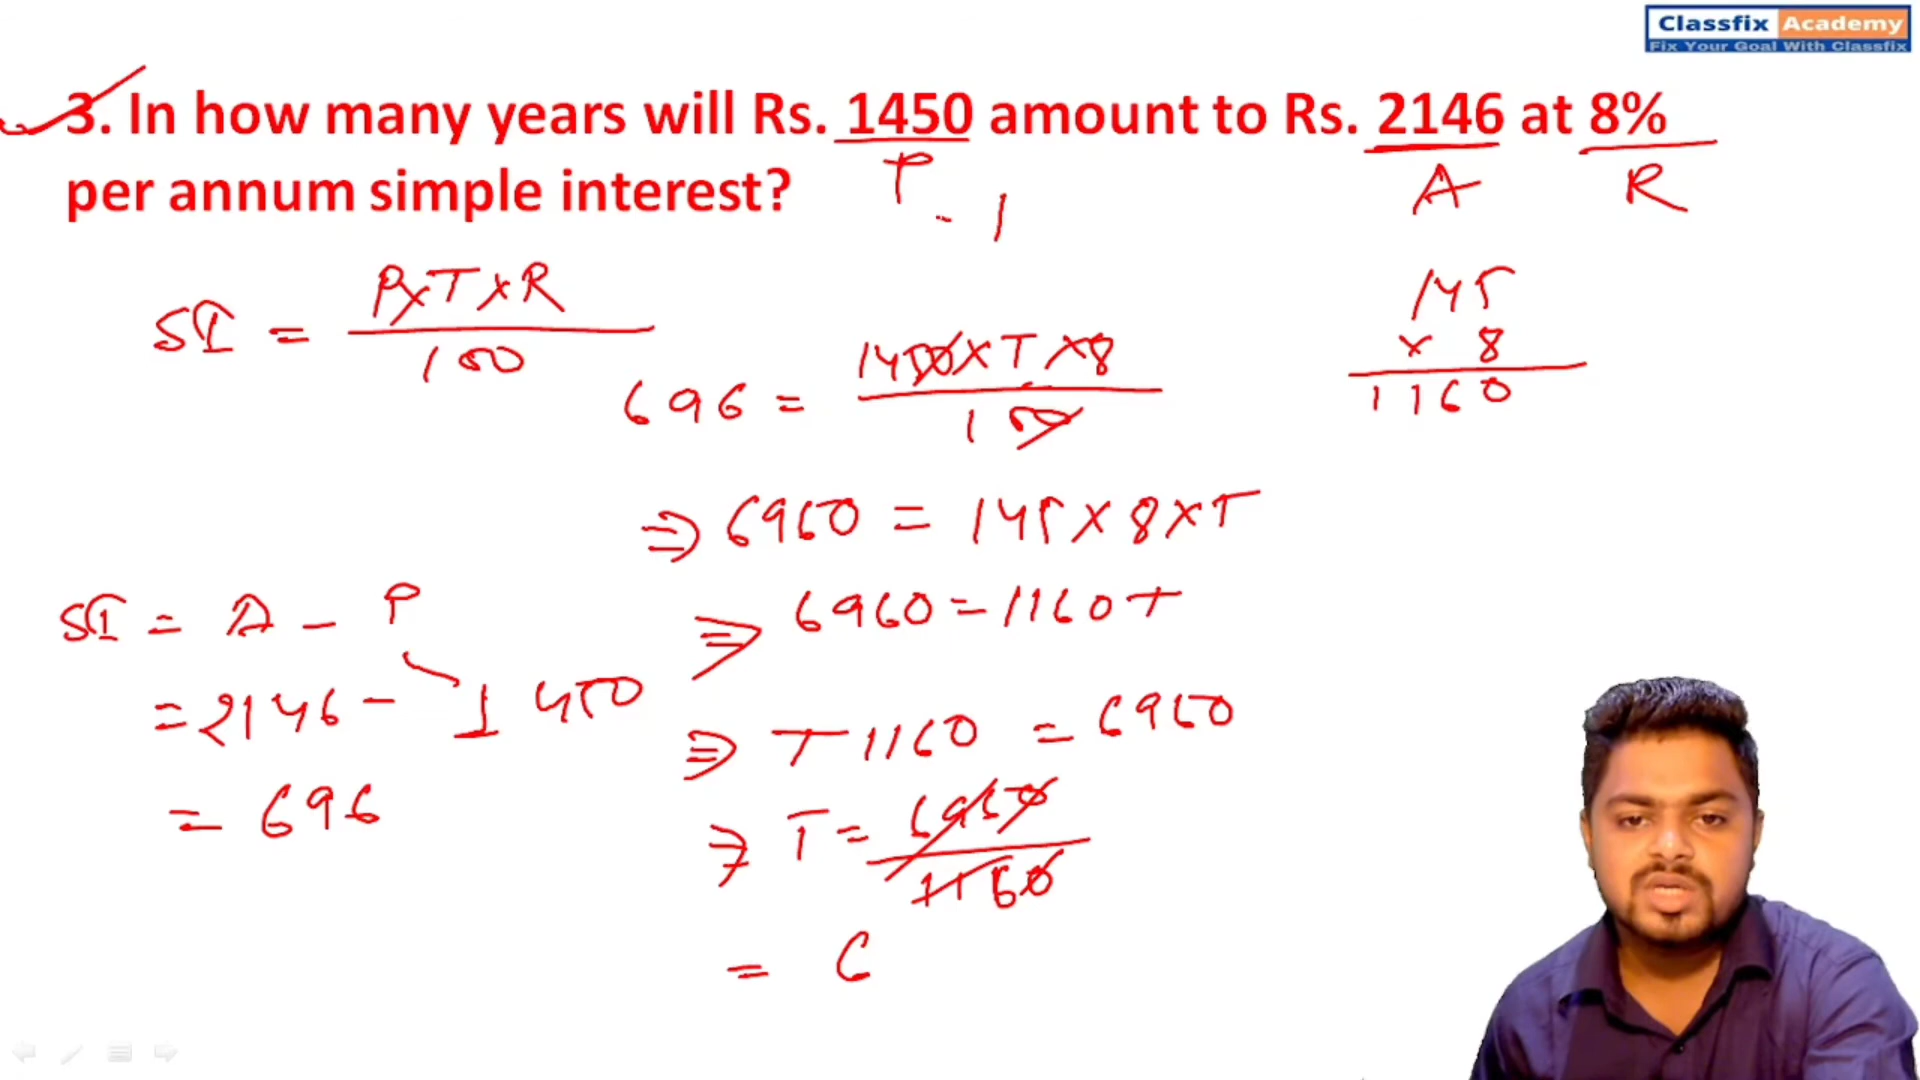 Classfix Academy
Fix Your Goal With Classfix
3. In how many years will Rs. 1450 amount to Rs. 2146 at 8%
per annum simple interest?
P
A
R
- 1
SI = P×T×R / 100
696 = 1450×T×8 / 100
145
× 8
1160
⇒ 6960 = 145×8×T
⇒ 6960=1160T
SI = A - P
= 2146 - 1450
= 696
⇒ T1160 = 6960
⇒ T = 6960 / 1160
= 6